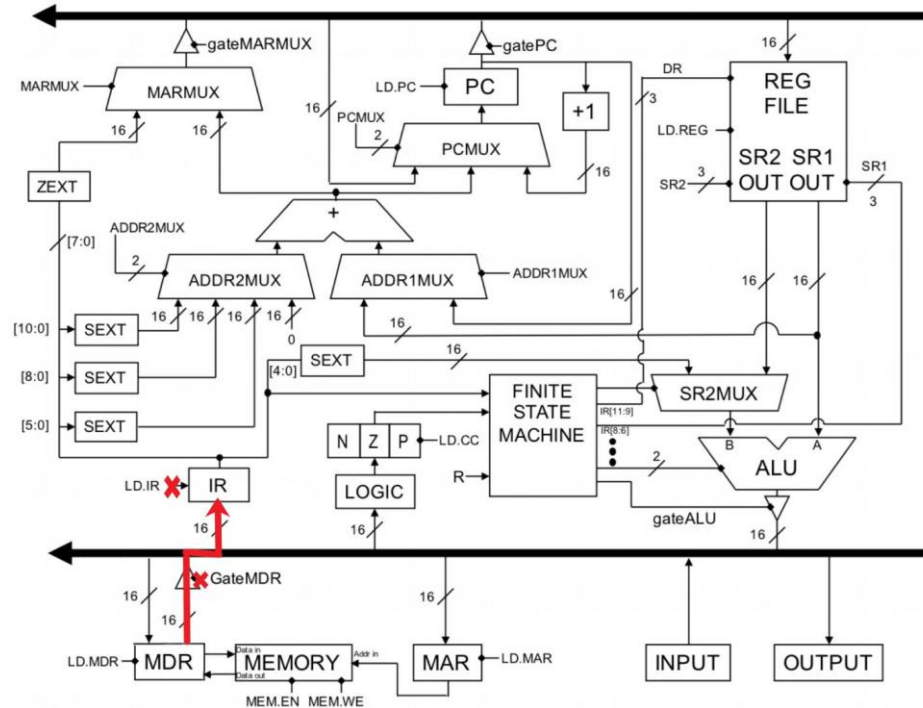 gateMARMUX
gatePC
16
MARMUX
MARMUX
LD.PC
PC
DR
3
REG
FILE
+1
LD.REG
16
16
PCMUX
2
PCMUX
16
ZEXT
SR2
3
SR2 SR1
OUT OUT
SR1
3
+
[7:0]
ADDR2MUX
2
ADDR2MUX
ADDR1MUX
ADDR1MUX
16
16
16
16
16
16
16
16
0
16
[10:0]
SEXT
[4:0]
SEXT
16
[8:0]
SEXT
FINITE
STATE
MACHINE
SR2MUX
IR[11:9]
IR[8:6]
[5:0]
SEXT
N Z P
LD.CC
B
A
2
ALU
LD.IR
IR
LOGIC
R
gateALU
16
16
16
GateMDR
16
16
16
LD.MDR
MDR
Data in
Data out
MEMORY
Addr in
MAR
LD.MAR
INPUT
OUTPUT
MEM.EN
MEM.WE